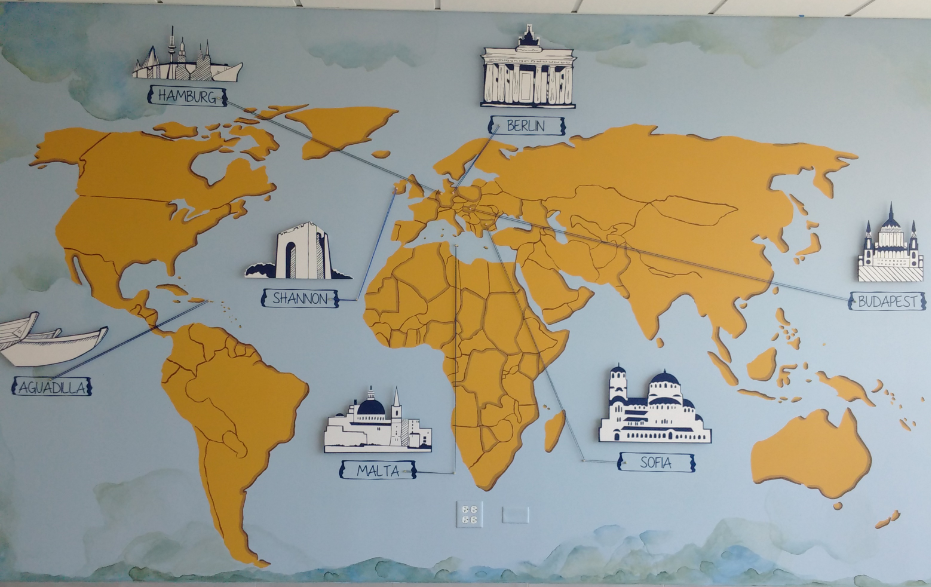 HAMBURG
BERLIN
SHANNON
BUDAPEST
AGUADILLA
MALTA
SOFIA